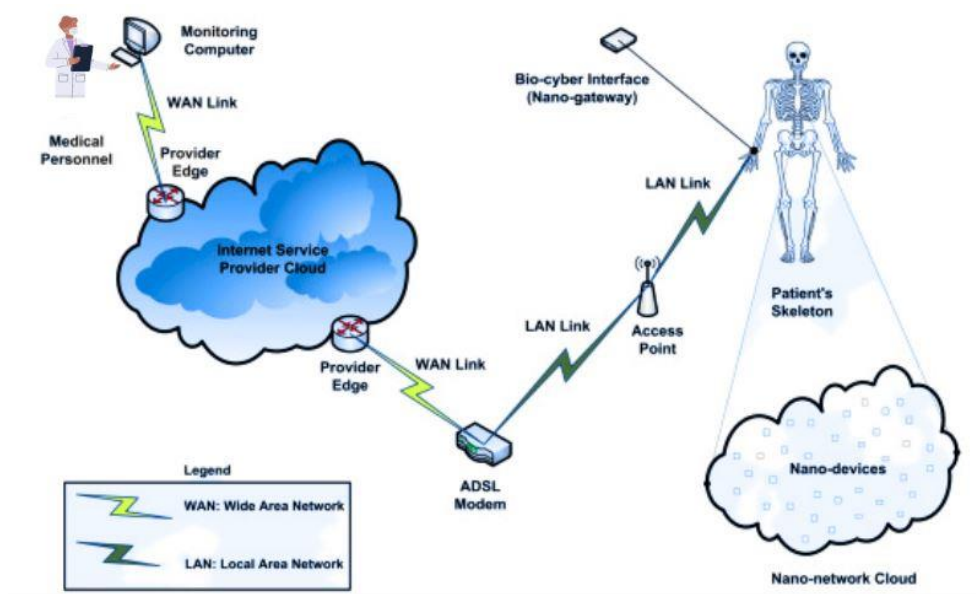 Monitoring
Computer
WAN Link
Medical
Personnel
Provider
Edge
Internet Service
Provider Cloud
Provider
Edge
WAN Link
ADSL
Modem
LAN Link
Access
Point
LAN Link
Bio-cyber Interface
(Nano-gateway)
Patient's
Skeleton
Nano-devices
Nano-network Cloud
Legend
WAN: Wide Area Network
LAN: Local Area Network